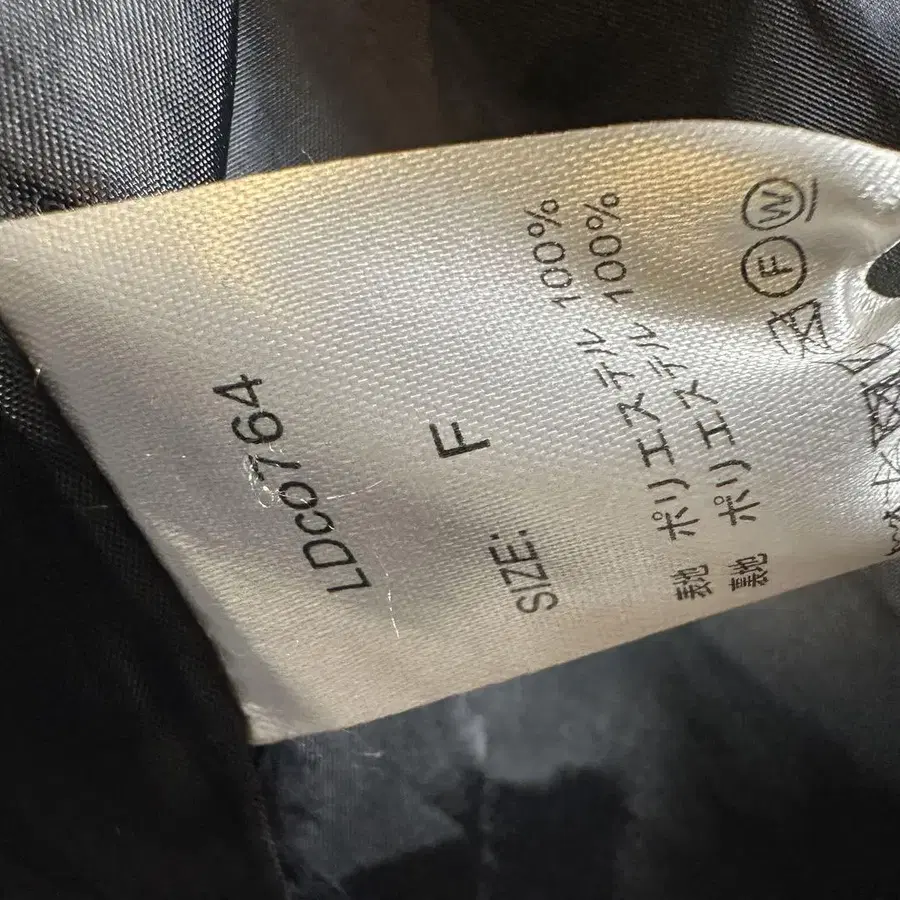 LDC0764
SIZE: F
表地 ポリエステル 100%
裏地 ポリエステル 100%
F W